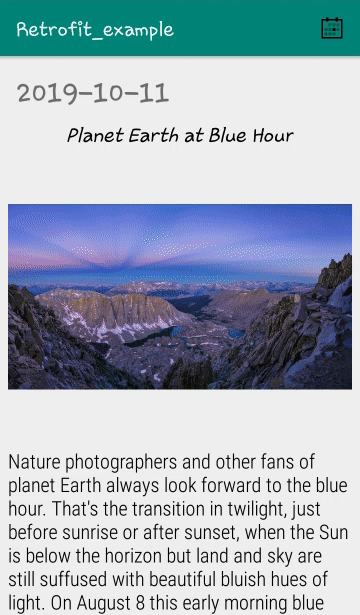 Retrofit_example
2019-10-11
Planet Earth at Blue Hour
Nature photographers and other fans of
planet Earth always look forward to the blue
hour. That's the transition in twilight, just
before sunrise or after sunset, when the Sun
is below the horizon but land and sky are
still suffused with beautiful bluish hues of
light. On August 8 this early morning blue